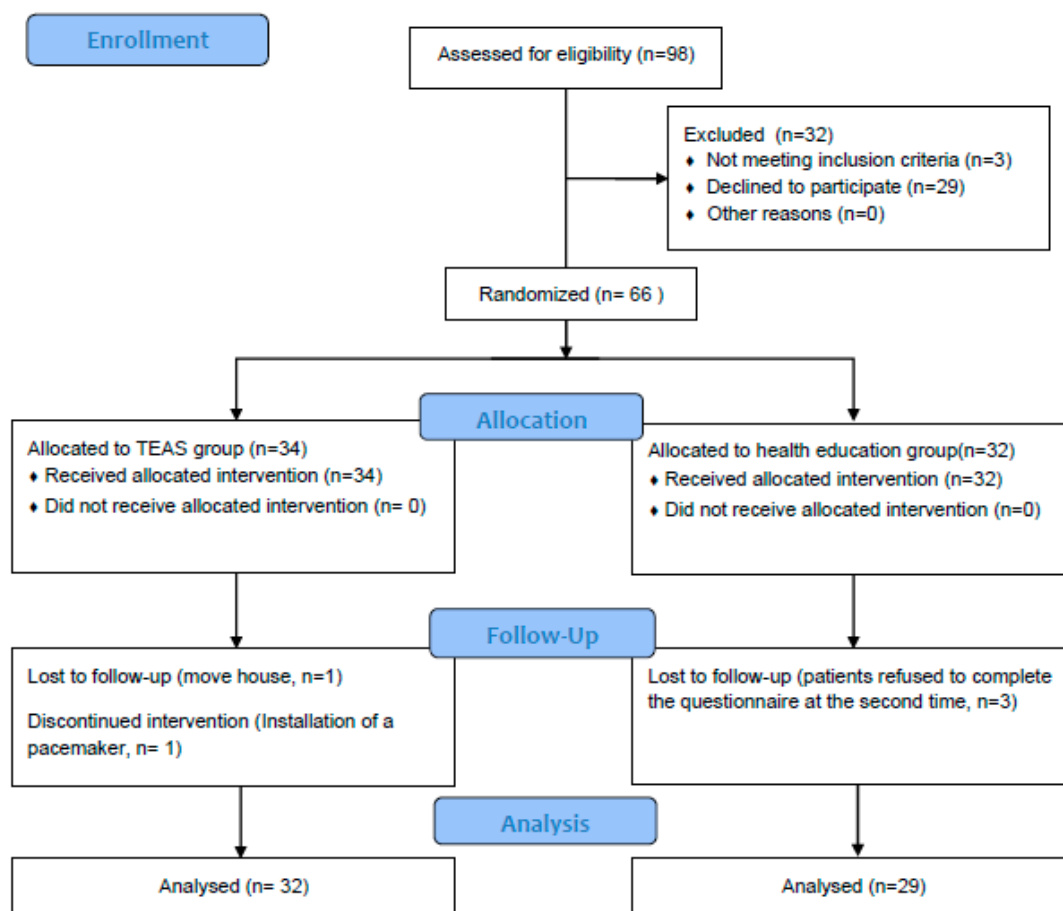 Enrollment
Assessed for eligibility (n=98)
Excluded (n=32)
♦ Not meeting inclusion criteria (n=3)
♦ Declined to participate (n=29)
♦ Other reasons (n=0)
Randomized (n= 66 )
Allocation
Allocated to TEAS group (n=34)
♦ Received allocated intervention (n=34)
♦ Did not receive allocated intervention (n= 0)
Allocated to health education group(n=32)
♦ Received allocated intervention (n=32)
♦ Did not receive allocated intervention (n=0)
Follow-Up
Lost to follow-up (move house, n=1)
Discontinued intervention (Installation of a
pacemaker, n= 1)
Lost to follow-up (patients refused to complete
the questionnaire at the second time, n=3)
Analysis
Analysed (n= 32)
Analysed (n=29)